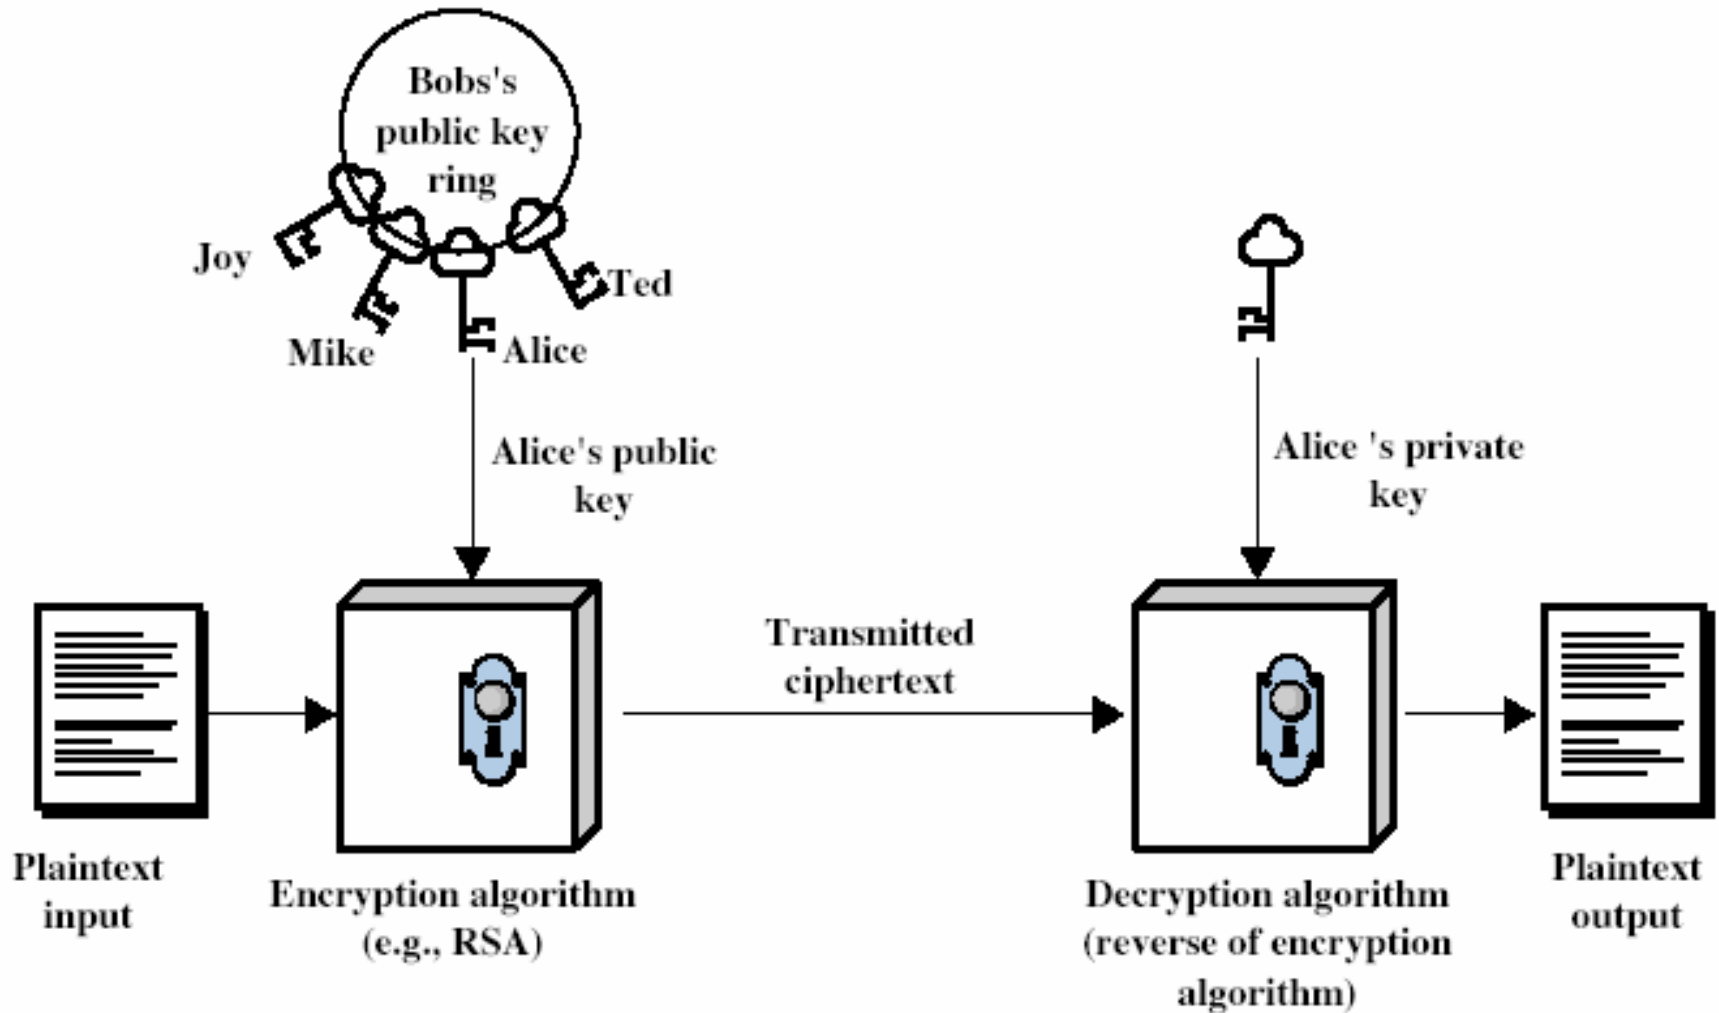 Bobs's
public key
ring
Joy
Ted
Mike
Alice
Alice's public
key
Alice 's private
key
Transmitted
ciphertext
Plaintext
input
Encryption algorithm
(e.g., RSA)
Decryption algorithm
(reverse of encryption
algorithm)
Plaintext
output